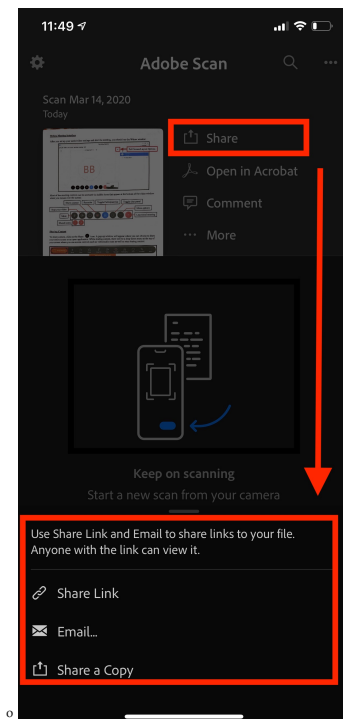 11:49
Adobe Scan
Scan Mar 14, 2020
Today
BB
Share
Open in Acrobat
Comment
More
Keep on scanning
Start a new scan from your camera
Use Share Link and Email to share links to your file.
Anyone with the link can view it.
Share Link
Email...
Share a Copy
o